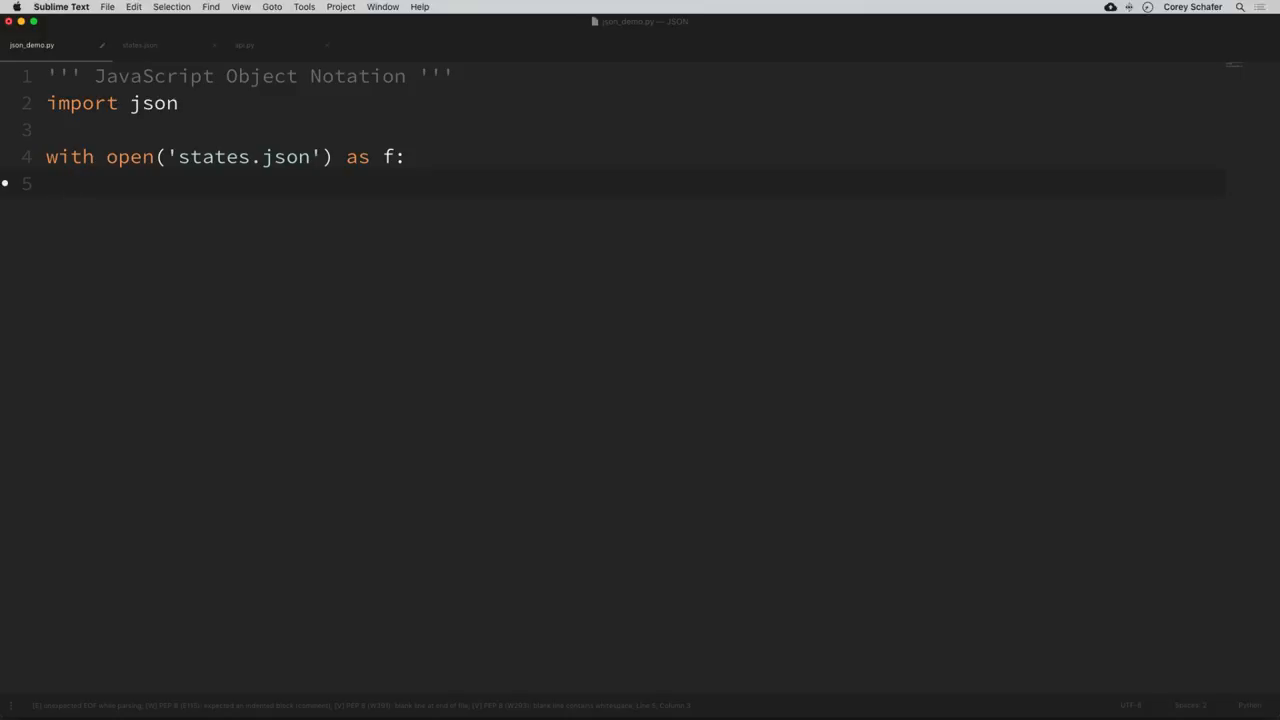 Sublime Text File Edit Selection Find View Goto Tools Project Window Help Corey Schafer
json_demo.py — JSON
json_demo.py states.json api.py
1 ''' JavaScript Object Notation '''
2 import json
3
4 with open('states.json') as f:
5
[E] unexpected EOF while parsing, [N] PEP 8 (E112): expected an indented block (comment), [V] PEP 8 (W391): blank line at end of file, [V] PEP 8 (W293): blank line contains whitespace, Line 5, Column 3
UTF-8 Spaces: 2 Python